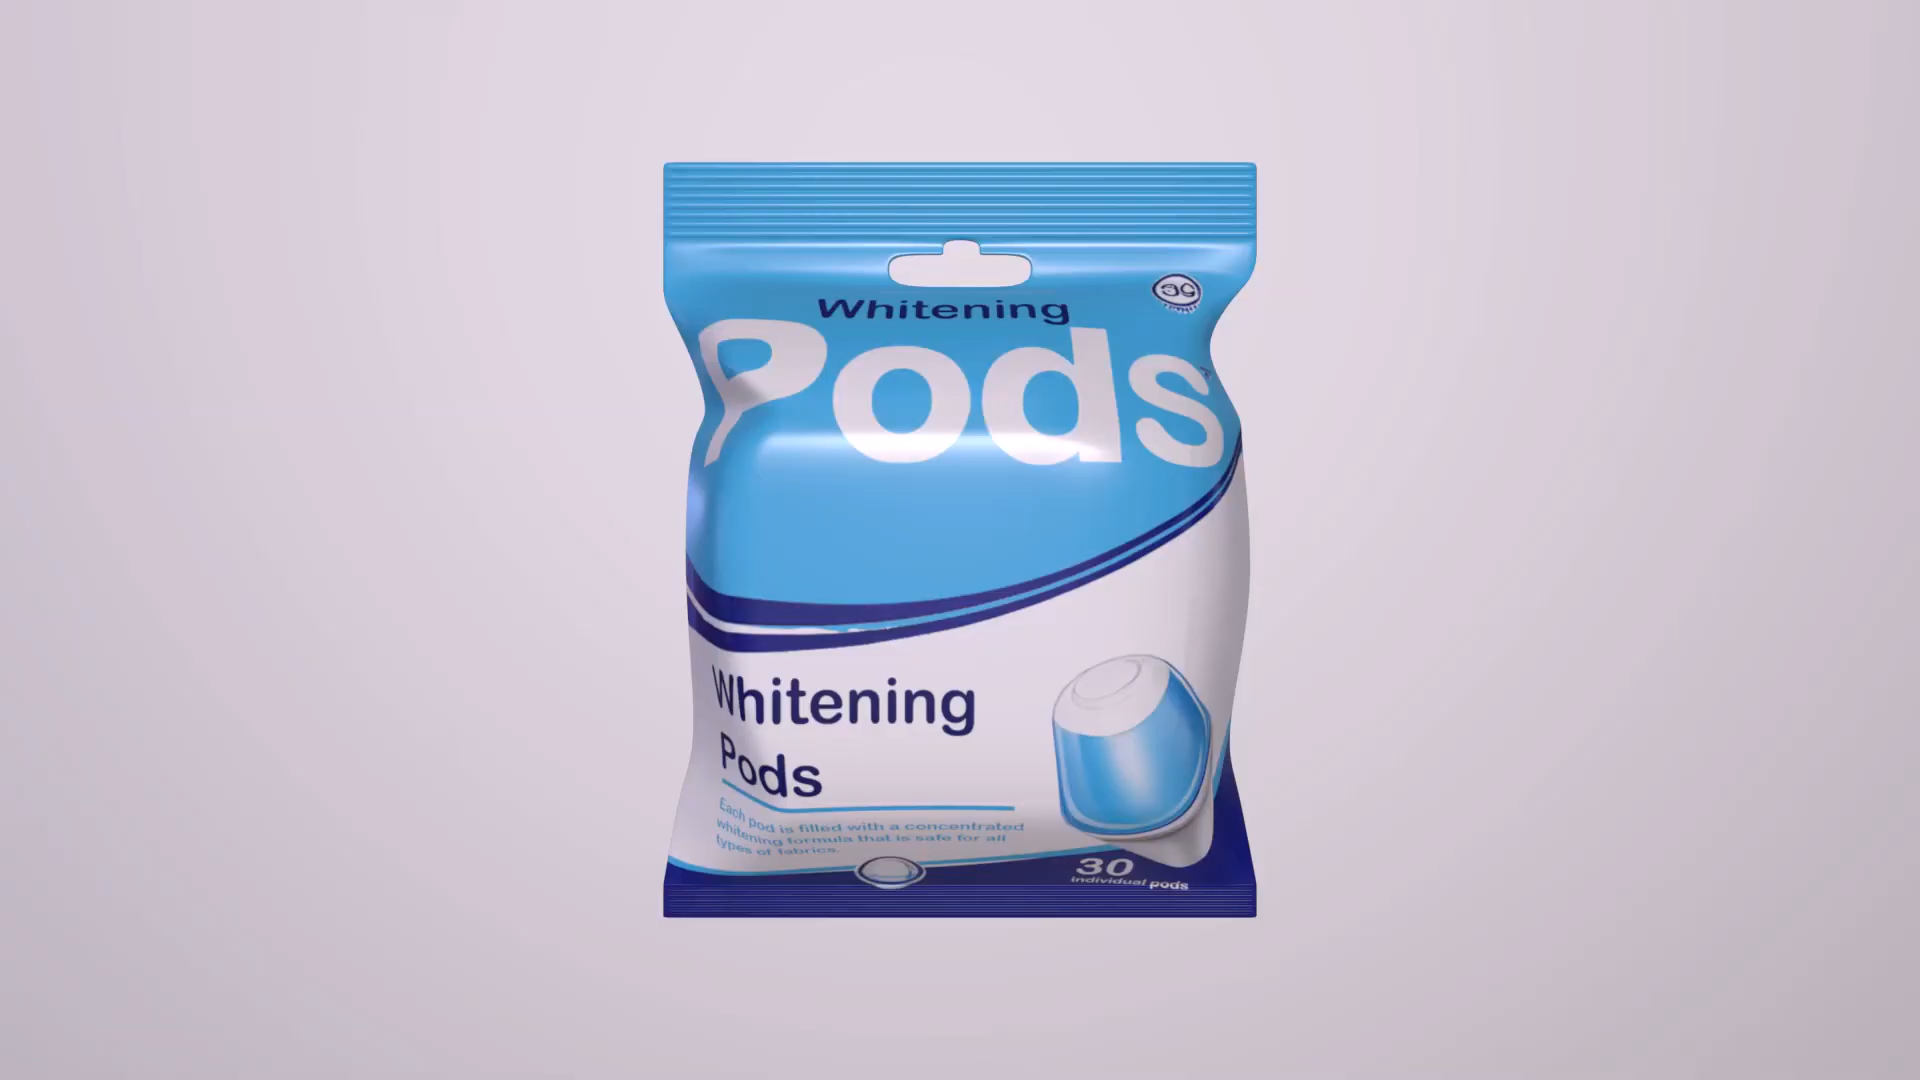 Whitening
Pods
Whitening
Pods
Each pod is filled with a concentrated
whitening formula that is safe for all
types of fabrics.
30
individual pods